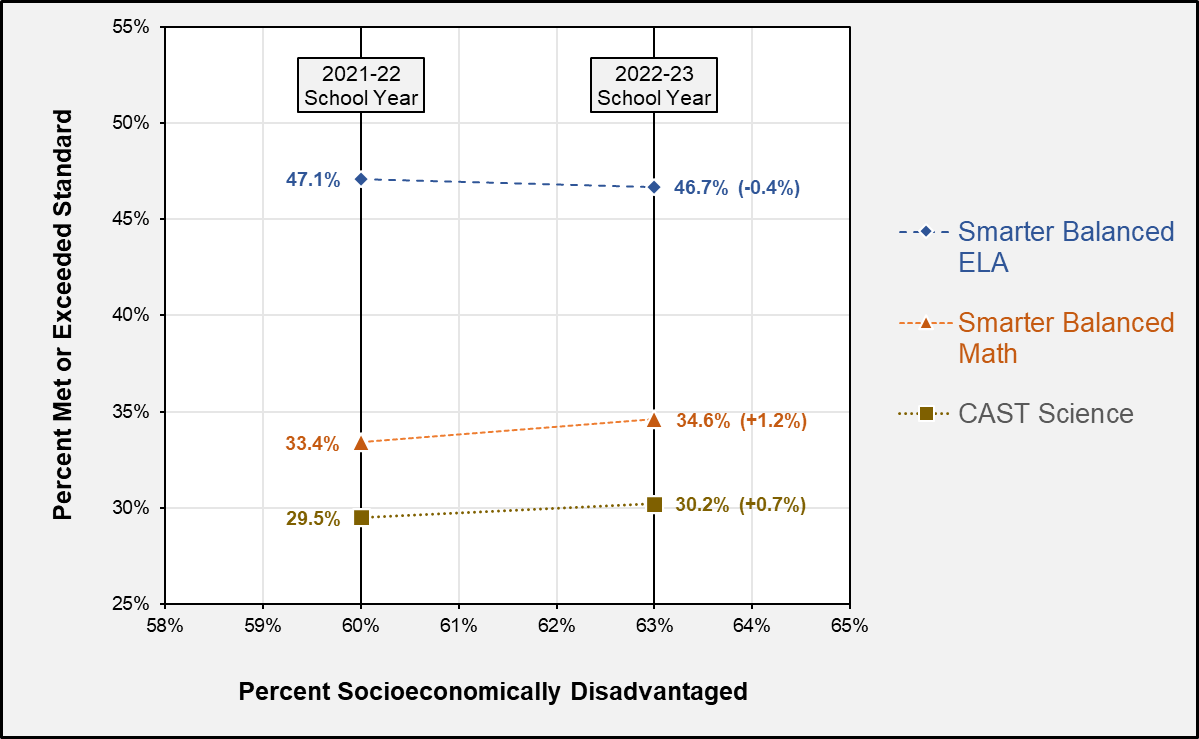 55%
2021-22
School Year
2022-23
School Year
50%
47.1%
46.7% (-0.4%)
45%
40%
35%
33.4%
34.6% (+1.2%)
30%
29.5%
30.2% (+0.7%)
25%
58% 59% 60% 61% 62% 63% 64% 65%
Percent Met or Exceeded Standard
Percent Socioeconomically Disadvantaged
Smarter Balanced
ELA
Smarter Balanced
Math
CAST Science